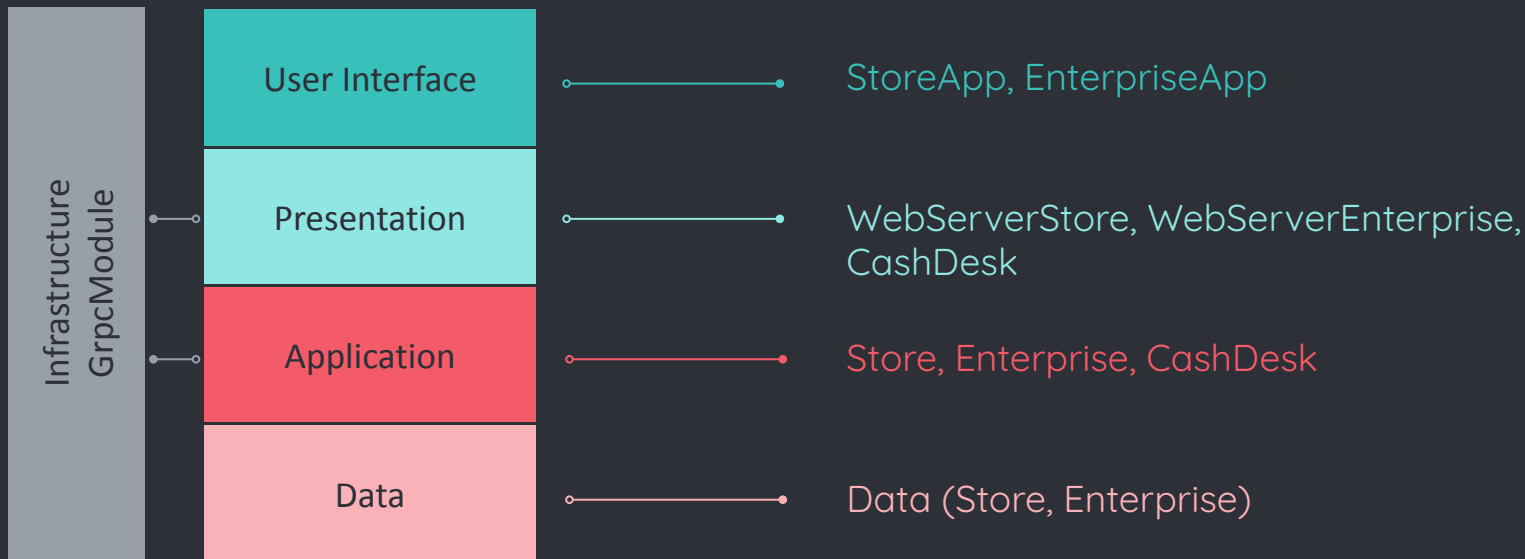 Infrastructure
GrpcModule
User Interface
StoreApp, EnterpriseApp
Presentation
WebServerStore, WebServerEnterprise,
CashDesk
Application
Store, Enterprise, CashDesk
Data
Data (Store, Enterprise)